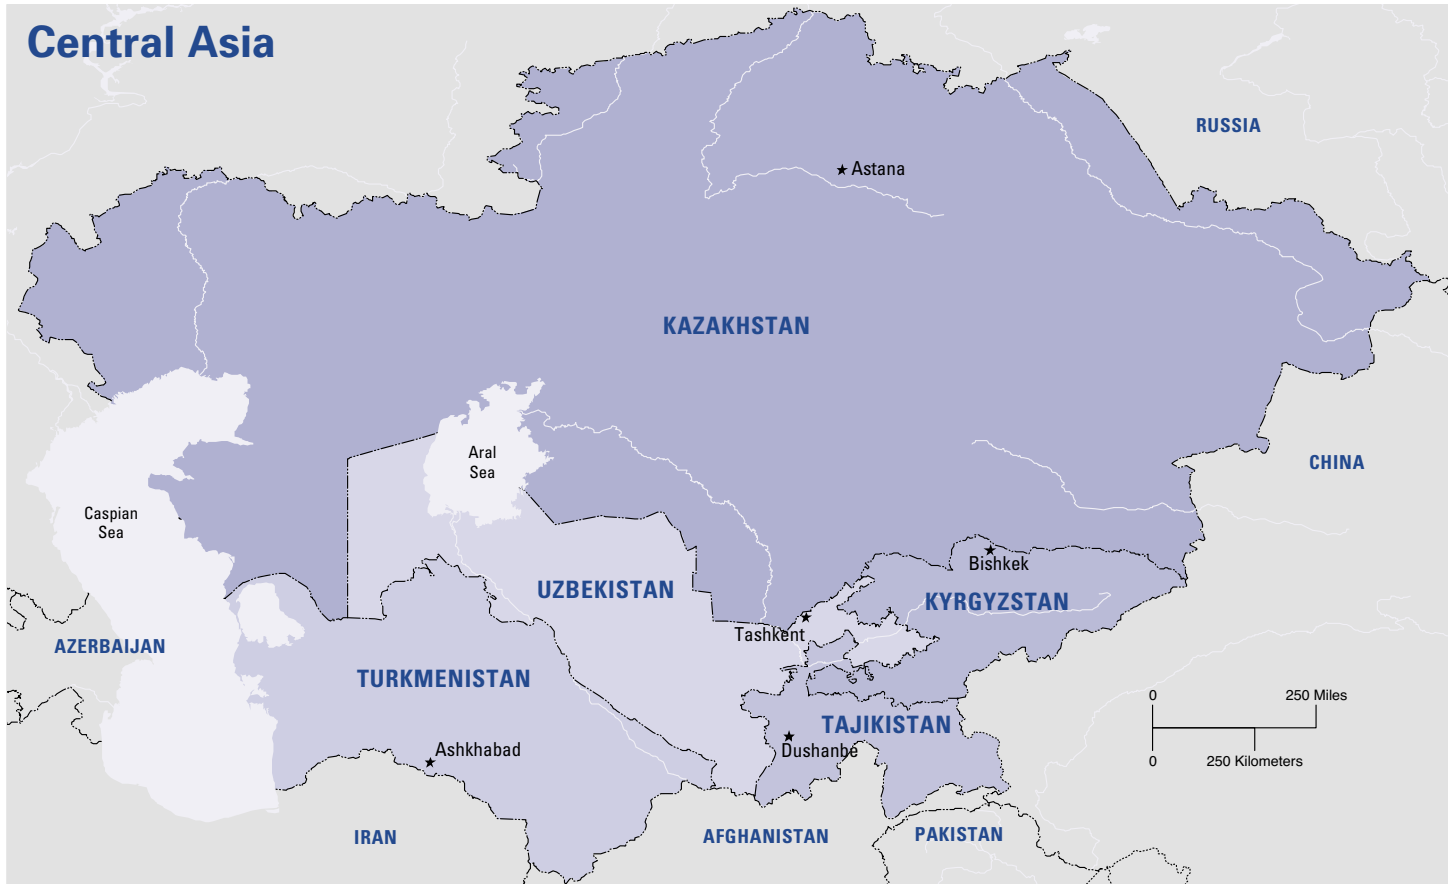 Central Asia
RUSSIA
Astana
KAZAKHSTAN
Aral
Sea
CHINA
Caspian
Sea
Bishkek
UZBEKISTAN
KYRGYZSTAN
Tashkent
AZERBAIJAN
TURKMENISTAN
0 250 Miles
TAJIKISTAN
Ashkhabad
Dushanbe
0 250 Kilometers
IRAN
AFGHANISTAN
PAKISTAN